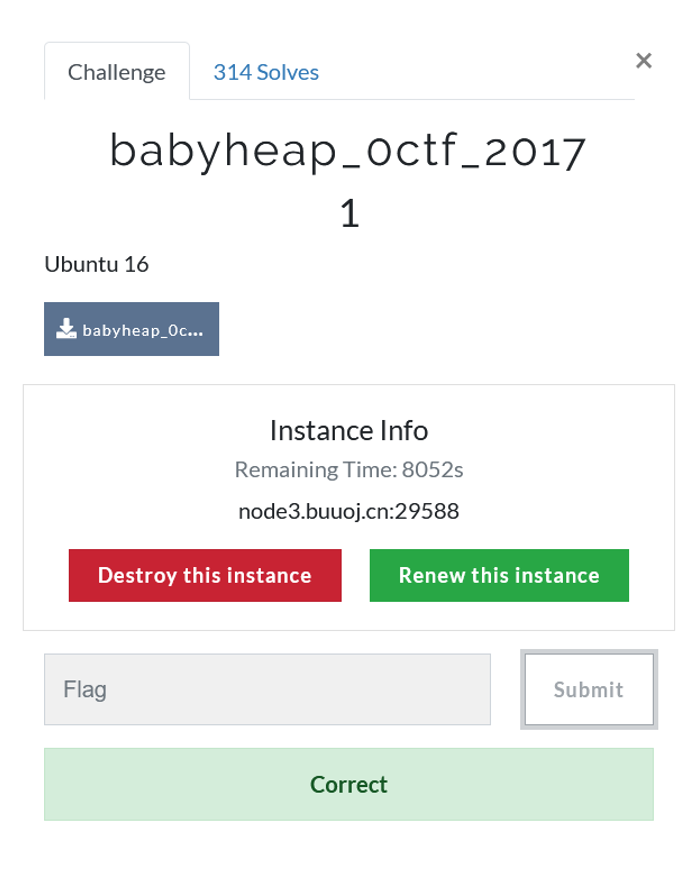 Challenge
314 Solves
×
babyheap_0ctf_2017
1
Ubuntu 16
babyheap_0c...
Instance Info
Remaining Time: 8052s
node3.buuoj.cn:29588
Destroy this instance
Renew this instance
Flag
Submit
Correct